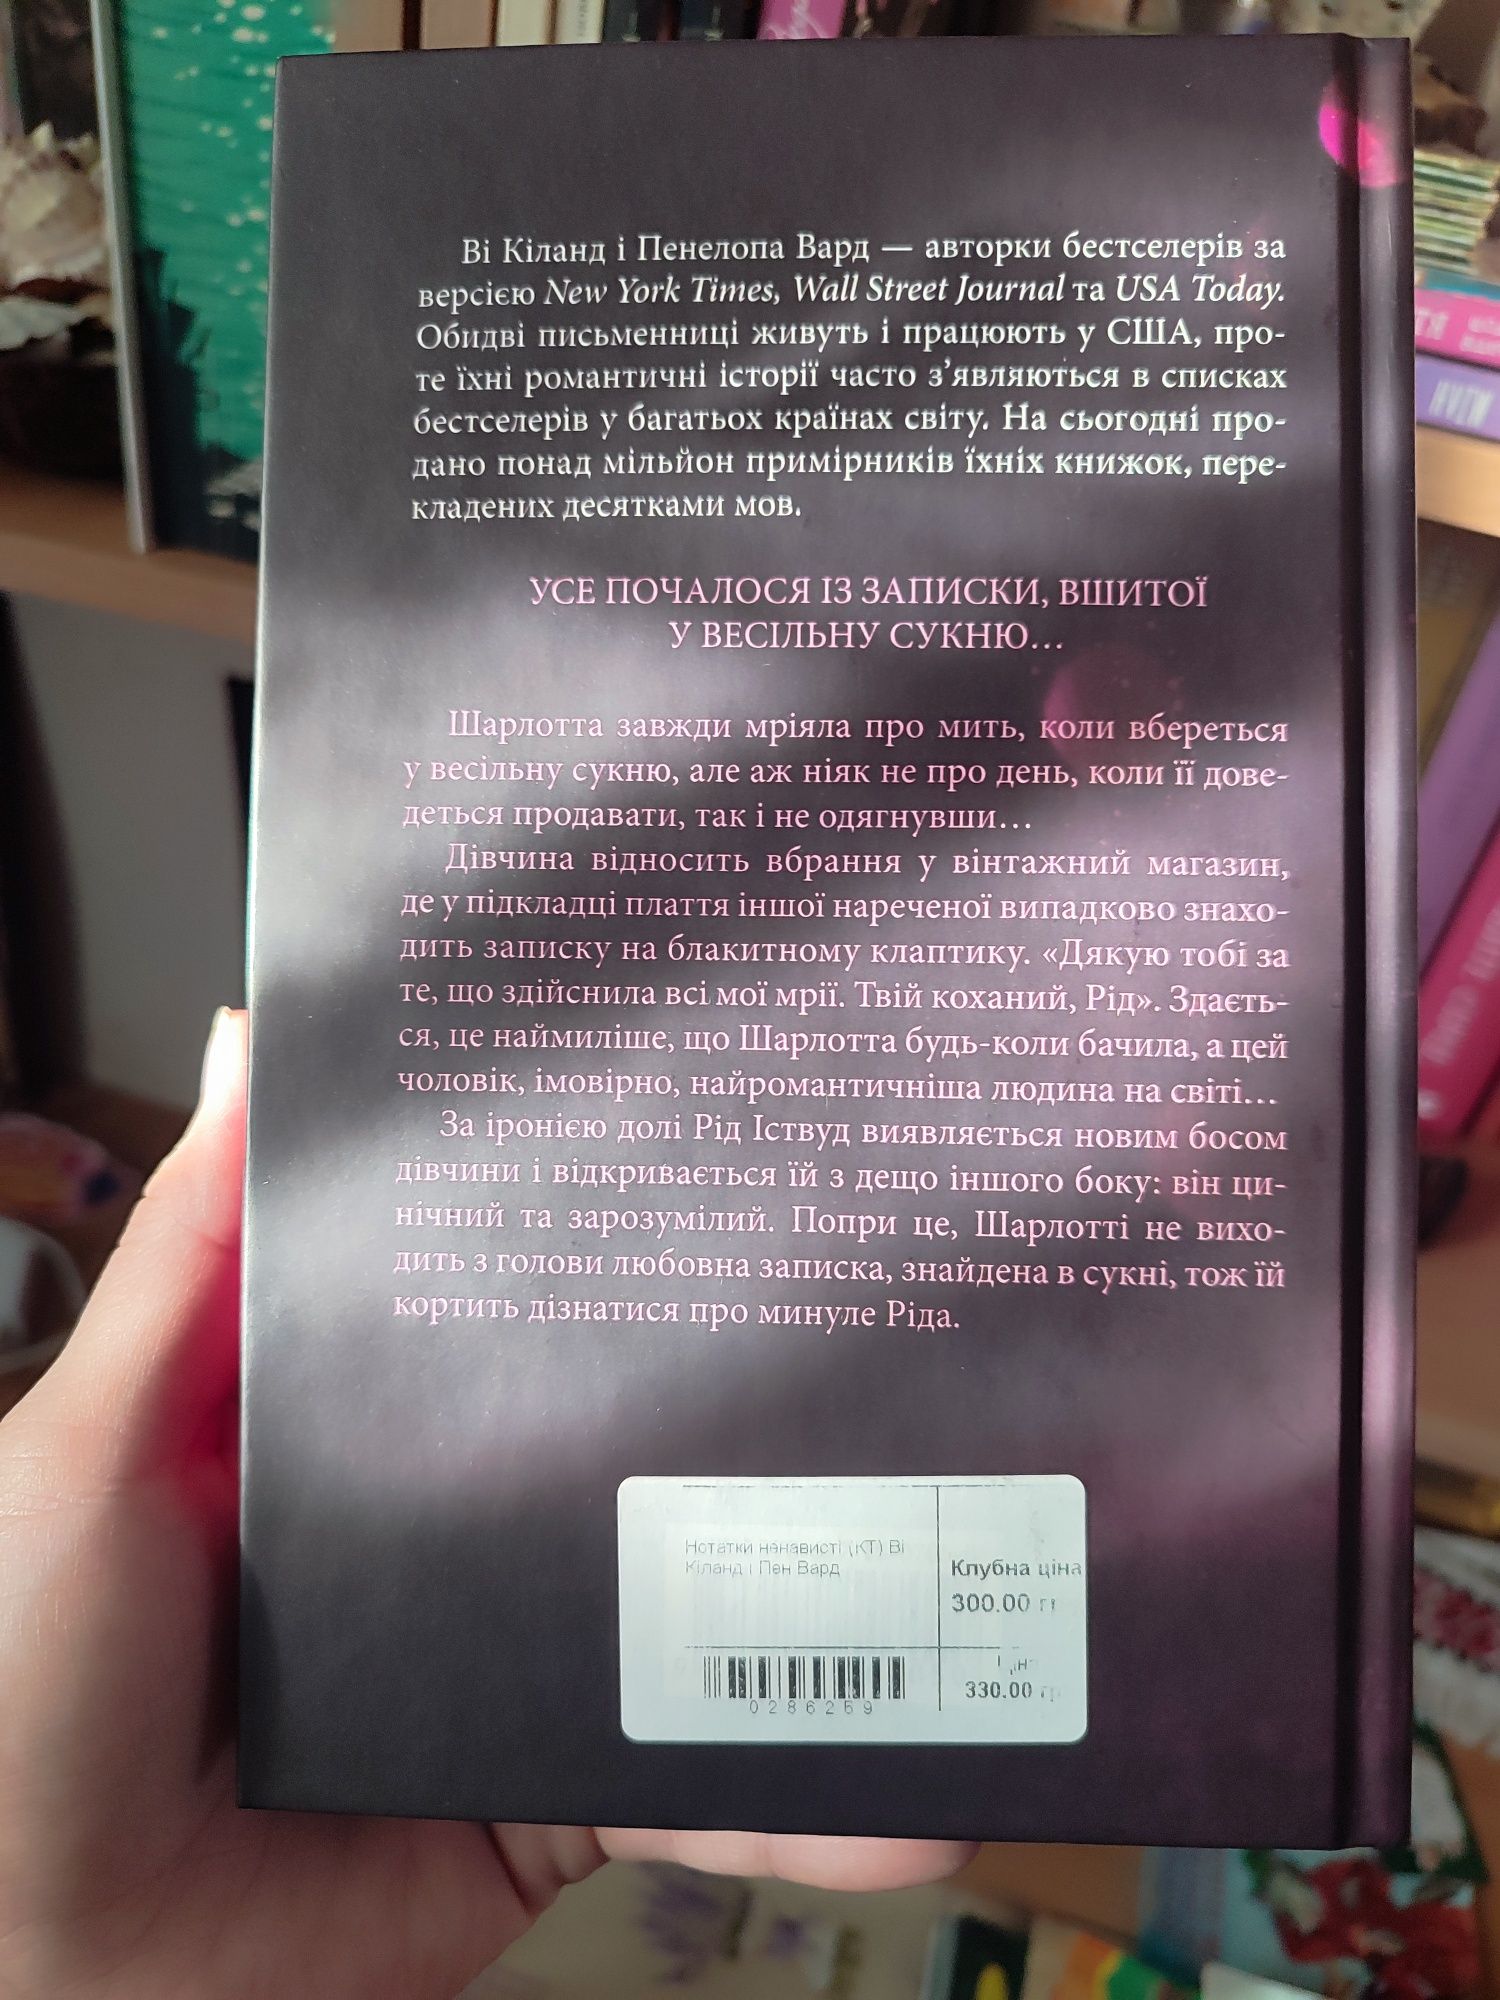 Ві Кіланд і Пенелопа Вард — авторки бестселерів за
версією New York Times, Wall Street Journal та USA Today.
Обидві письменниці живуть і працюють у США, про-
те їхні романтичні історії часто з’являються в списках
бестселерів у багатьох країнах світу. На сьогодні про-
дано понад мільйон примірників їхніх книжок, пере-
кладених десятками мов.
УСЕ ПОЧАЛОСЯ ІЗ ЗАПИСКИ, ВШИТОЇ
У ВЕСІЛЬНУ СУКНЮ…
Шарлотта завжди мріяла про мить, коли вбереться
у весільну сукню, але аж ніяк не про день, коли її дове-
деться продавати, так і не одягнувши…
Дівчина відносить вбрання у вінтажний магазин,
де у підкладці плаття іншої нареченої випадково знахо-
дить записку на блакитному клаптику. «Дякую тобі за
те, що здійснила всі мої мрії. Твій коханий, Рід». Здаєть-
ся, це наймиліше, що Шарлотта будь-коли бачила, а цей
чоловік, імовірно, найромантичніша людина на світі…
За іронією долі Рід Іствуд виявляється новим босом
дівчини і відкривається їй з дещо іншого боку: він ци-
нічний та зарозумілий. Попри це, Шарлотті не вихо-
дить з голови любовна записка, знайдена в сукні, тож їй
кортить дізнатися про минуле Ріда.
Нотатки ненависті (КТ) Ві
Кіланд і Пен Вард
Клубна ціна
300.00
330.00
0286269